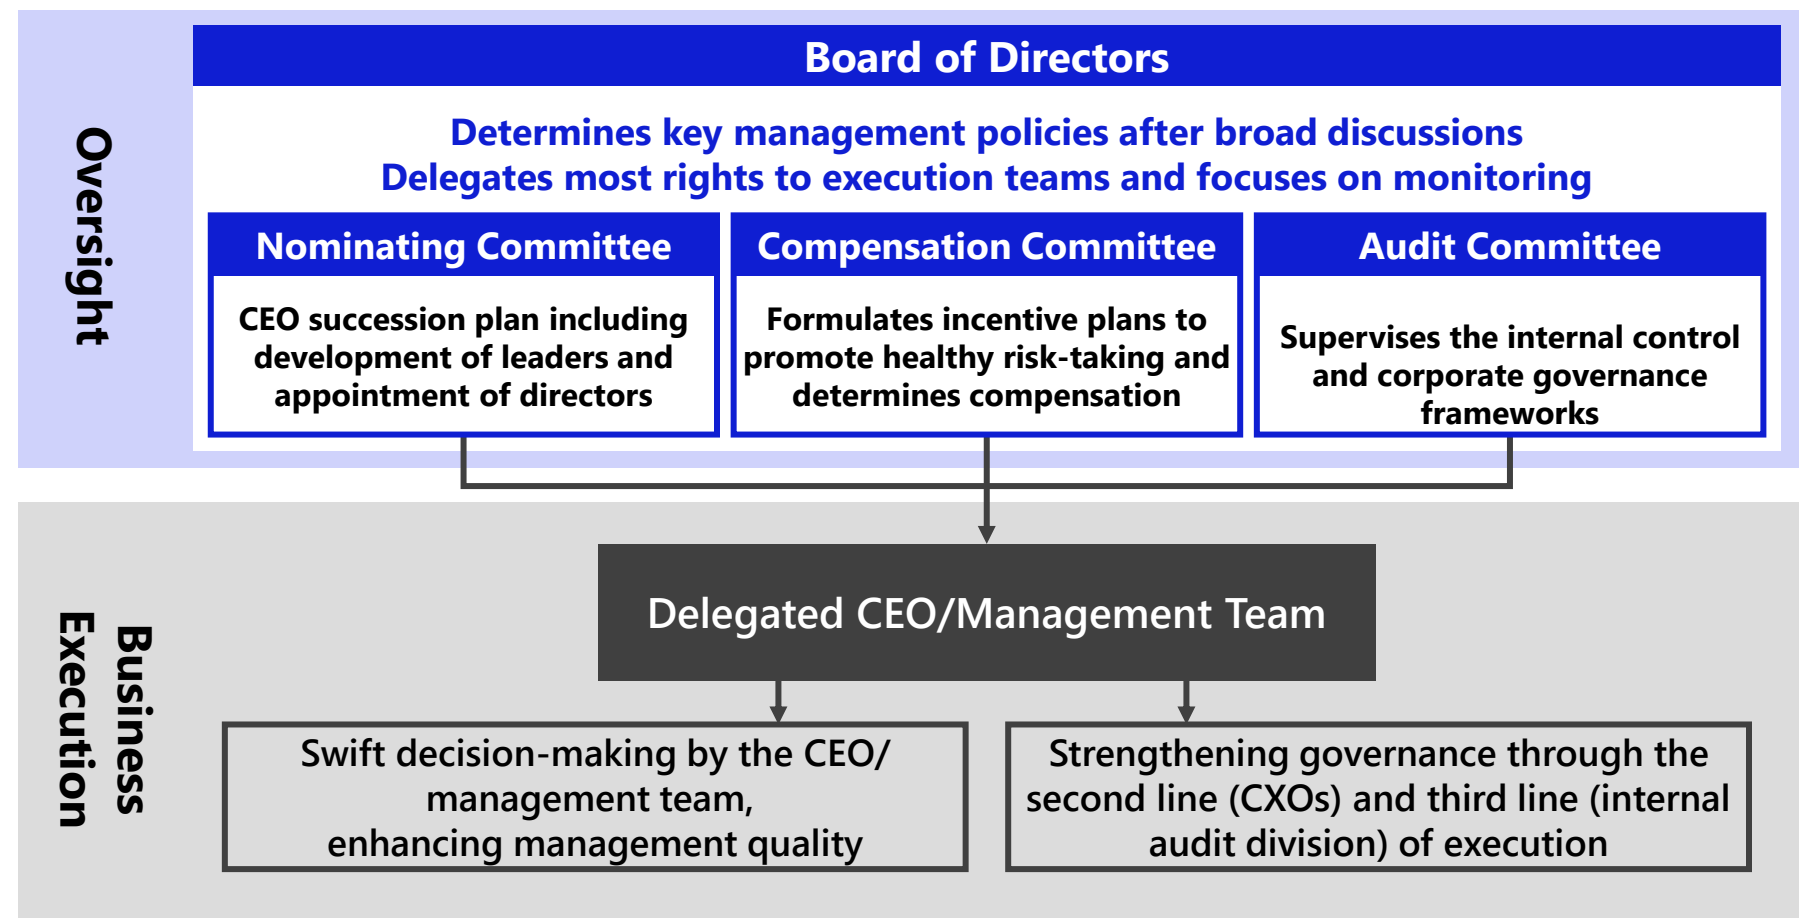 Oversight
Board of Directors
Determines key management policies after broad discussions
Delegates most rights to execution teams and focuses on monitoring
Nominating Committee
CEO succession plan including
development of leaders and
appointment of directors
Compensation Committee
Formulates incentive plans to
promote healthy risk-taking and
determines compensation
Audit Committee
Supervises the internal control
and corporate governance
frameworks
Business
Execution
Delegated CEO/Management Team
Swift decision-making by the CEO/
management team,
enhancing management quality
Strengthening governance through the
second line (CXOs) and third line (internal
audit division) of execution